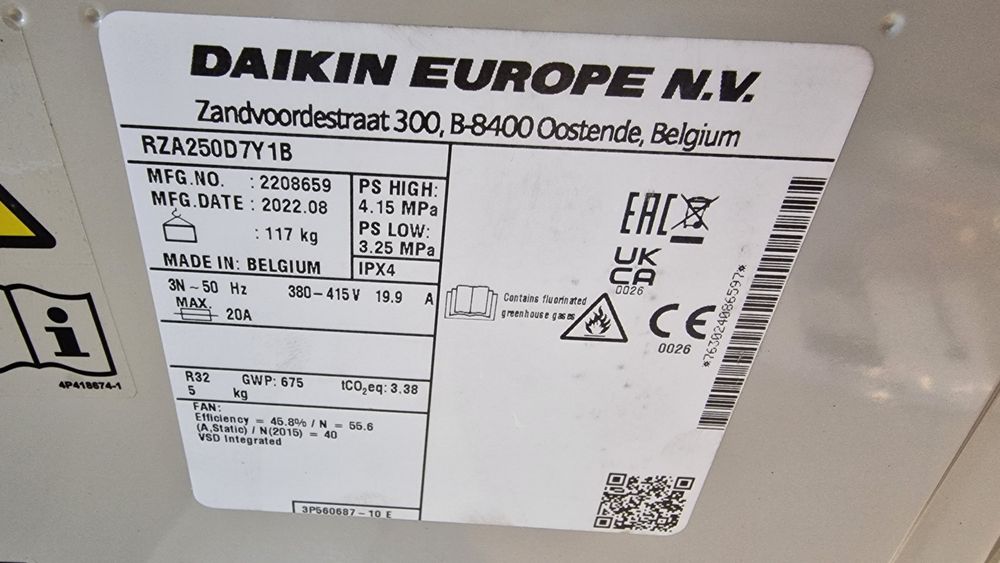 DAIKIN EUROPE N.V.
Zandvoordestraat 300, B-8400 Oostende, Belgium
RZA250D7Y1B
MFG.NO. : 2208659
MFG.DATE : 2022.08
: 117 kg
MADE IN: BELGIUM
PS HIGH:
4.15 MPa
PS LOW:
3.25 MPa
IPX4
3N ~ 50 Hz 380-415V 19.9 A
MAX. 20A
R32 GWP: 675 tCO₂eq: 3.38
5 kg
FAN:
Efficiency = 45.8% / N = 55.6
(A,Static) / N(2015) = 40
VSD Integrated
3P560687-10 E
EAC
UK
CA
0026
Contains fluorinated
greenhouse gases
CE
0026
*763024086597*
4P418674-1